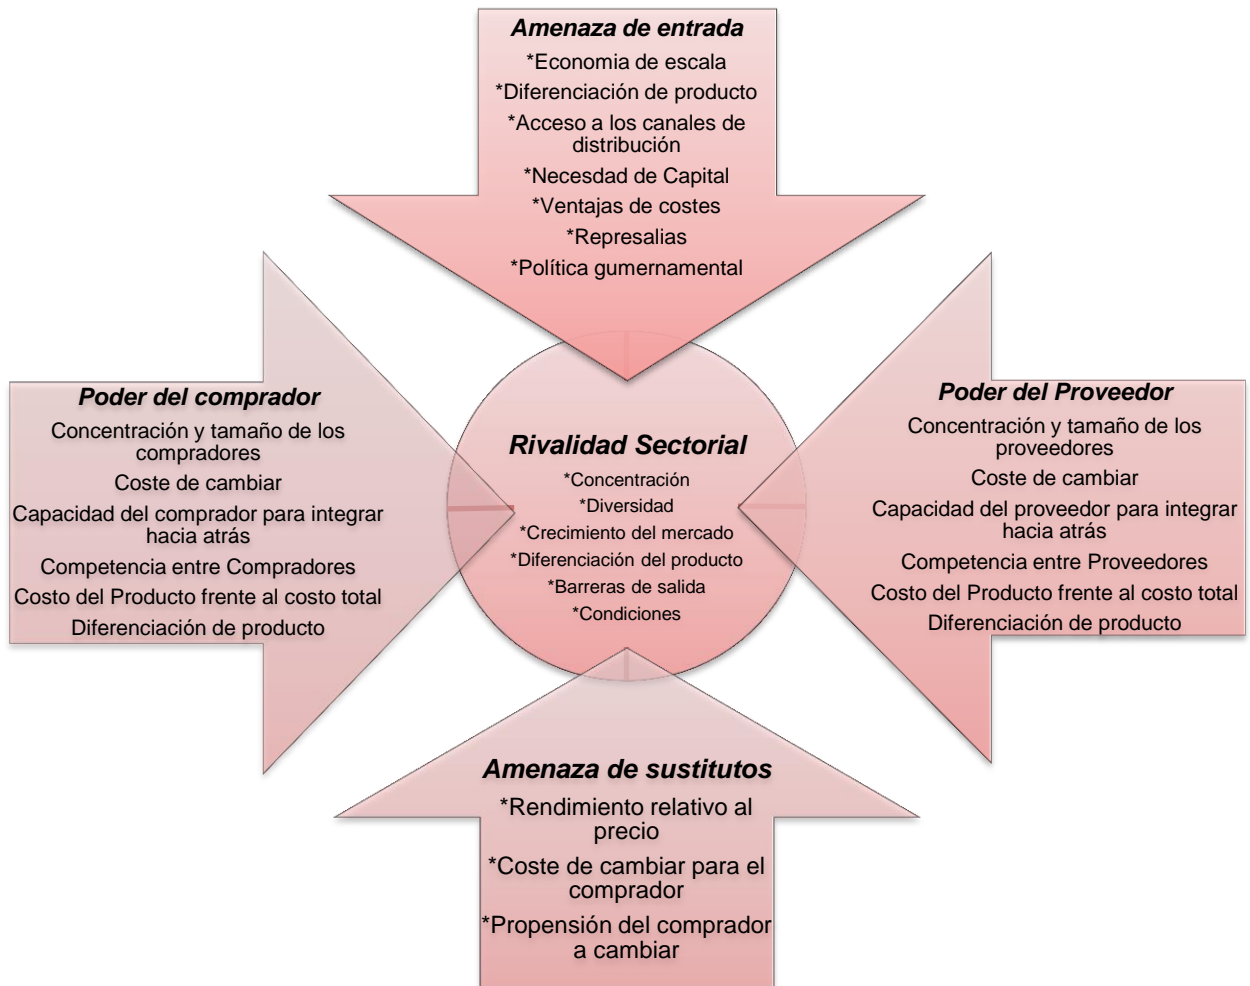 Amenaza de entrada
*Economia de escala
*Diferenciación de producto
*Acceso a los canales de
distribución
*Necesdad de Capital
*Ventajas de costes
*Represalias
*Política gumernamental
Poder del comprador
Concentración y tamaño de los
compradores
Coste de cambiar
Capacidad del comprador para integrar
hacia atrás
Competencia entre Compradores
Costo del Producto frente al costo total
Diferenciación de producto
Rivalidad Sectorial
*Concentración
*Diversidad
*Crecimiento del mercado
*Diferenciación del producto
*Barreras de salida
*Condiciones
Poder del Proveedor
Concentración y tamaño de los
proveedores
Coste de cambiar
Capacidad del proveedor para integrar
hacia atrás
Competencia entre Proveedores
Costo del Producto frente al costo total
Diferenciación de producto
Amenaza de sustitutos
*Rendimiento relativo al
precio
*Coste de cambiar para el
comprador
*Propensión del comprador
a cambiar